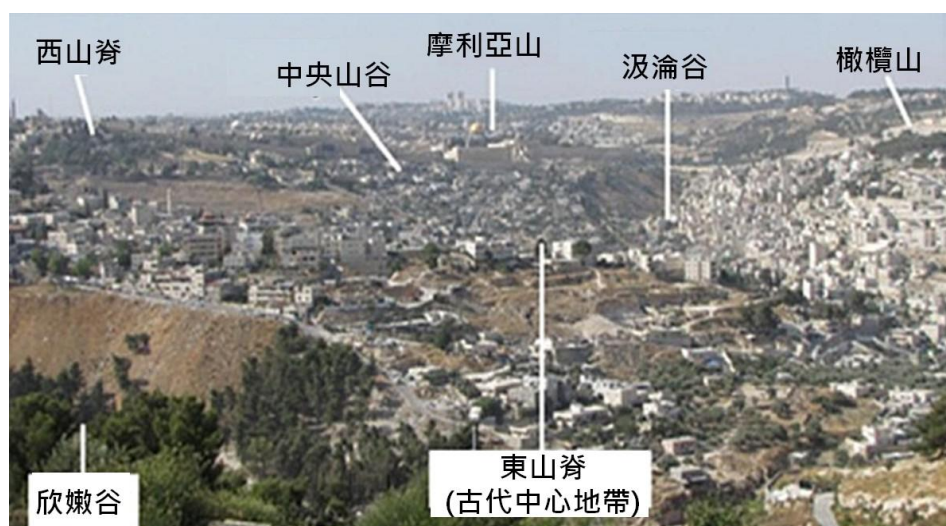 西山脊
中央山谷
摩利亞山
汲淪谷
橄欖山
欣嫩谷
東山脊
(古代中心地帶)